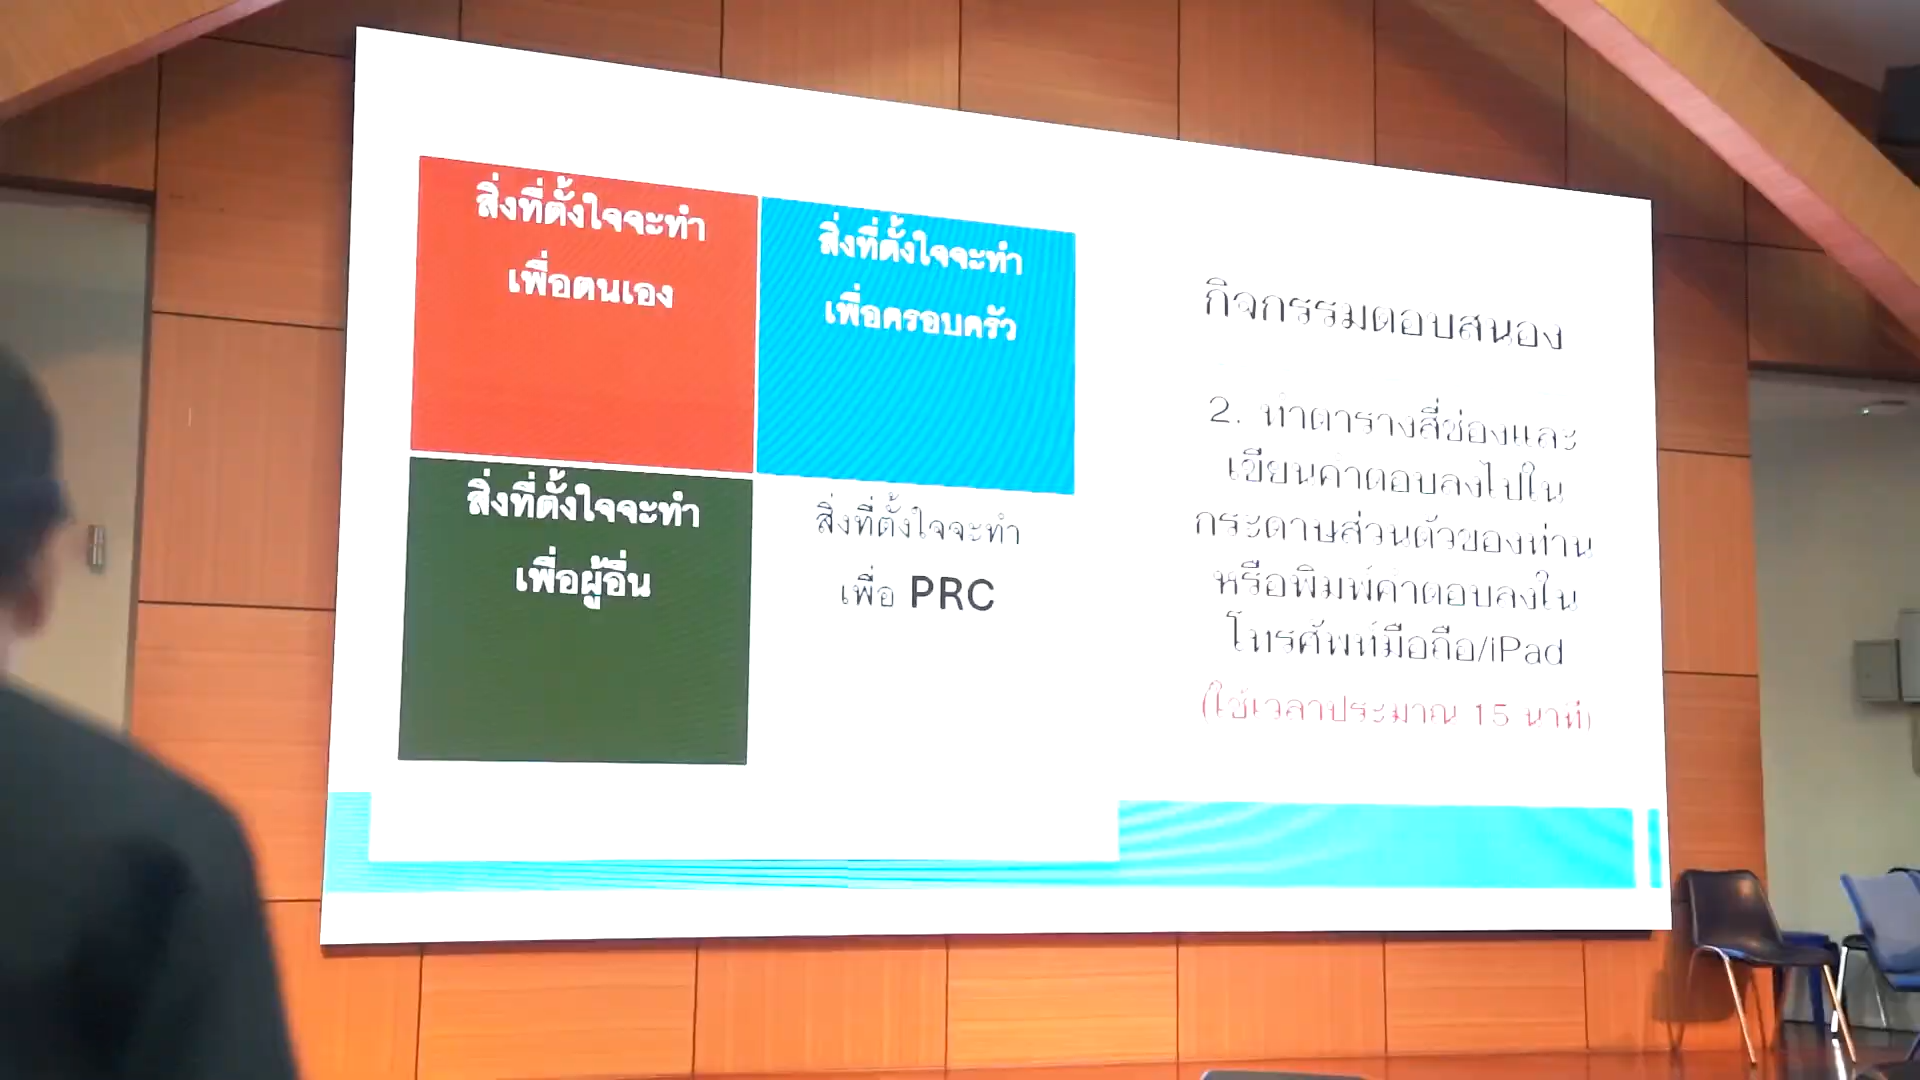 สิ่งที่ตั้งใจจะทำ
เพื่อตนเอง
สิ่งที่ตั้งใจจะทำ
เพื่อครอบครัว
สิ่งที่ตั้งใจจะทำ
เพื่อผู้อื่น
สิ่งที่ตั้งใจจะทำ
เพื่อ PRC
กิจกรรมตอบสนอง
2. ทำตารางสี่ช่องและ
เขียนคำตอบลงไปใน
กระดาษส่วนตัวของท่าน
หรือพิมพ์คำตอบลงใน
โทรศัพท์มือถือ/iPad
(ใช้เวลาประมาณ 15 นาที)